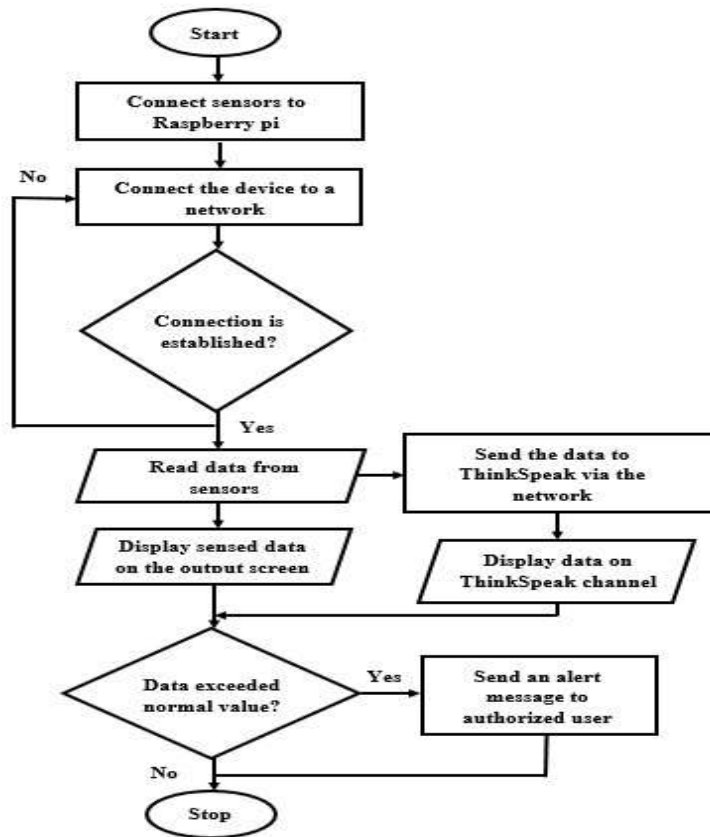 Start
Connect sensors to
Raspberry pi
No
Connect the device to a
network
Connection is
established?
Yes
Read data from
sensors
Send the data to
ThinkSpeak via the
network
Display sensed data
on the output screen
Display data on
ThinkSpeak channel
Data exceeded
normal value?
Yes
Send an alert
message to
authorized user
No
Stop